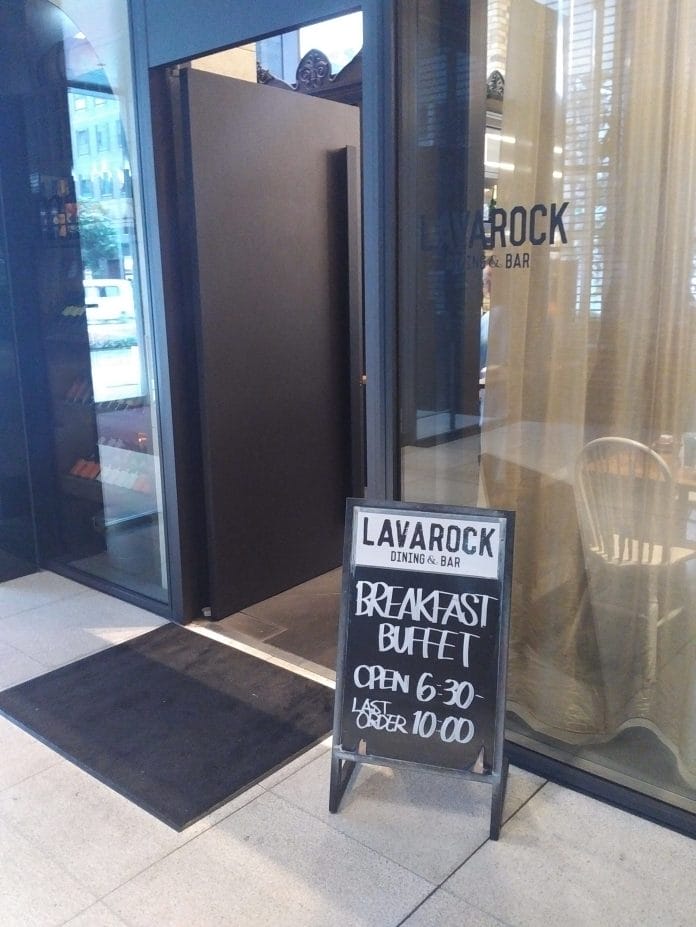 LAVAROCK
DINING & BAR
LAVAROCK
DINING & BAR
BREAKFAST
BUFFET
OPEN 6:30-
LAST
ORDER 10:00